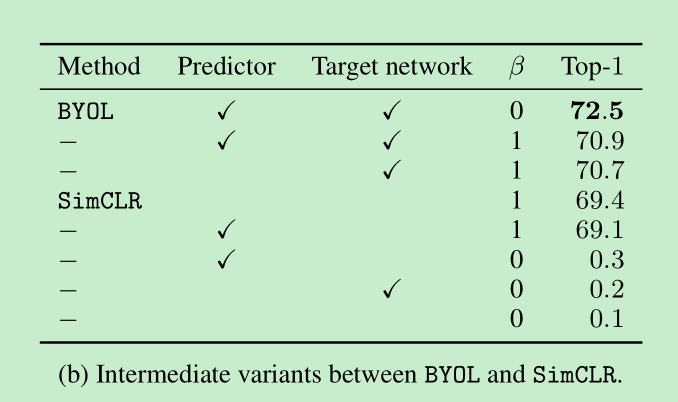 Method Predictor Target network β Top-1
BYOL ✓ ✓ 0 72.5
– ✓ ✓ 1 70.9
– ✓ 1 70.7
SimCLR 1 69.4
– ✓ 1 69.1
– ✓ 0 0.3
– ✓ 0 0.2
– 0 0.1
(b) Intermediate variants between BYOL and SimCLR.